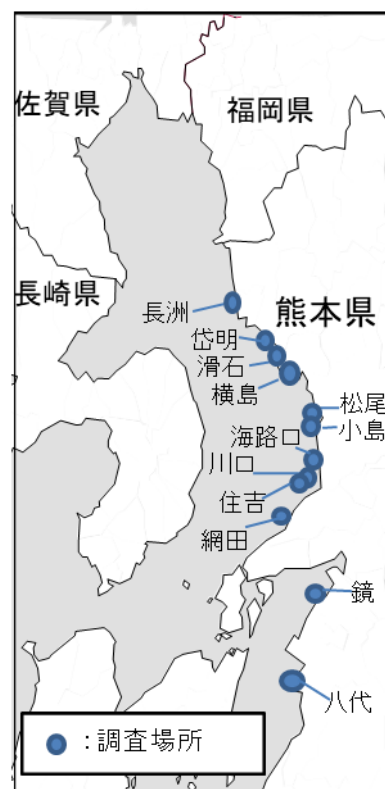 佐賀県
福岡県
長崎県
熊本県
長洲
岱明
滑石
横島
松尾
小島
海路口
川口
住吉
網田
鏡
八代
：調査場所